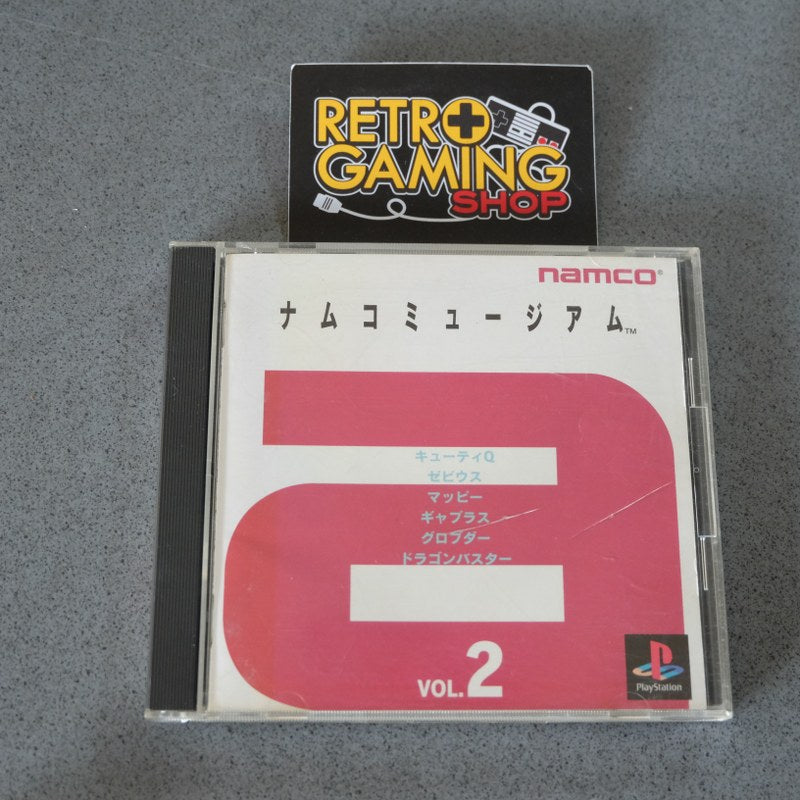 RETRO
GAMING
SHOP
namco®
ナムコミュージアム™
キューティQ
ゼビウス
マッピー
ギャプラス
グロブダー
ドラゴンバスター
VOL.2
PlayStation